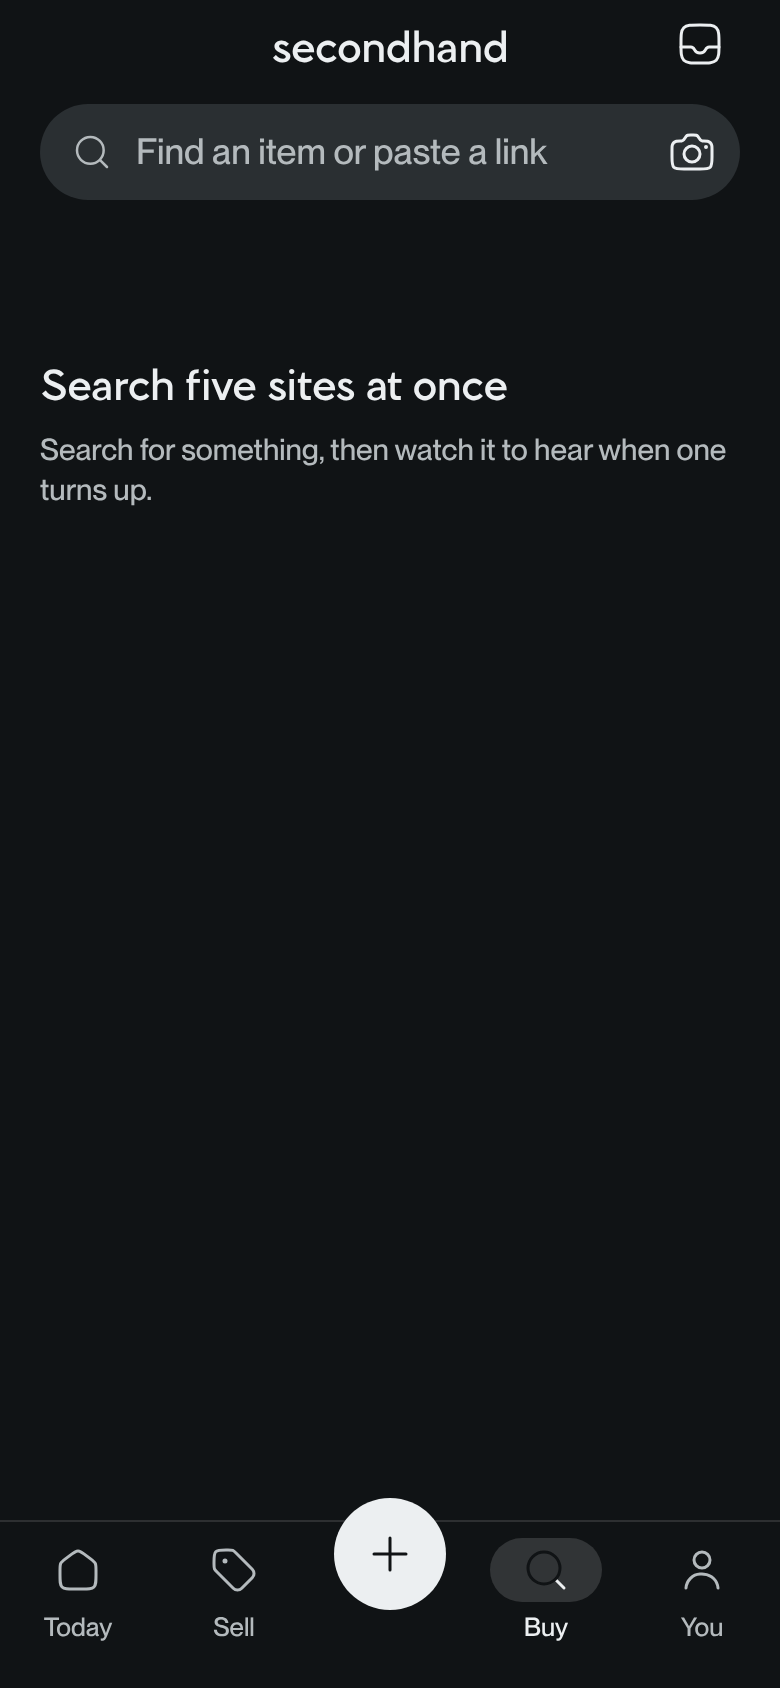 secondhand
Find an item or paste a link
Search five sites at once
Search for something, then watch it to hear when one
turns up.
Today
Sell
Buy
You